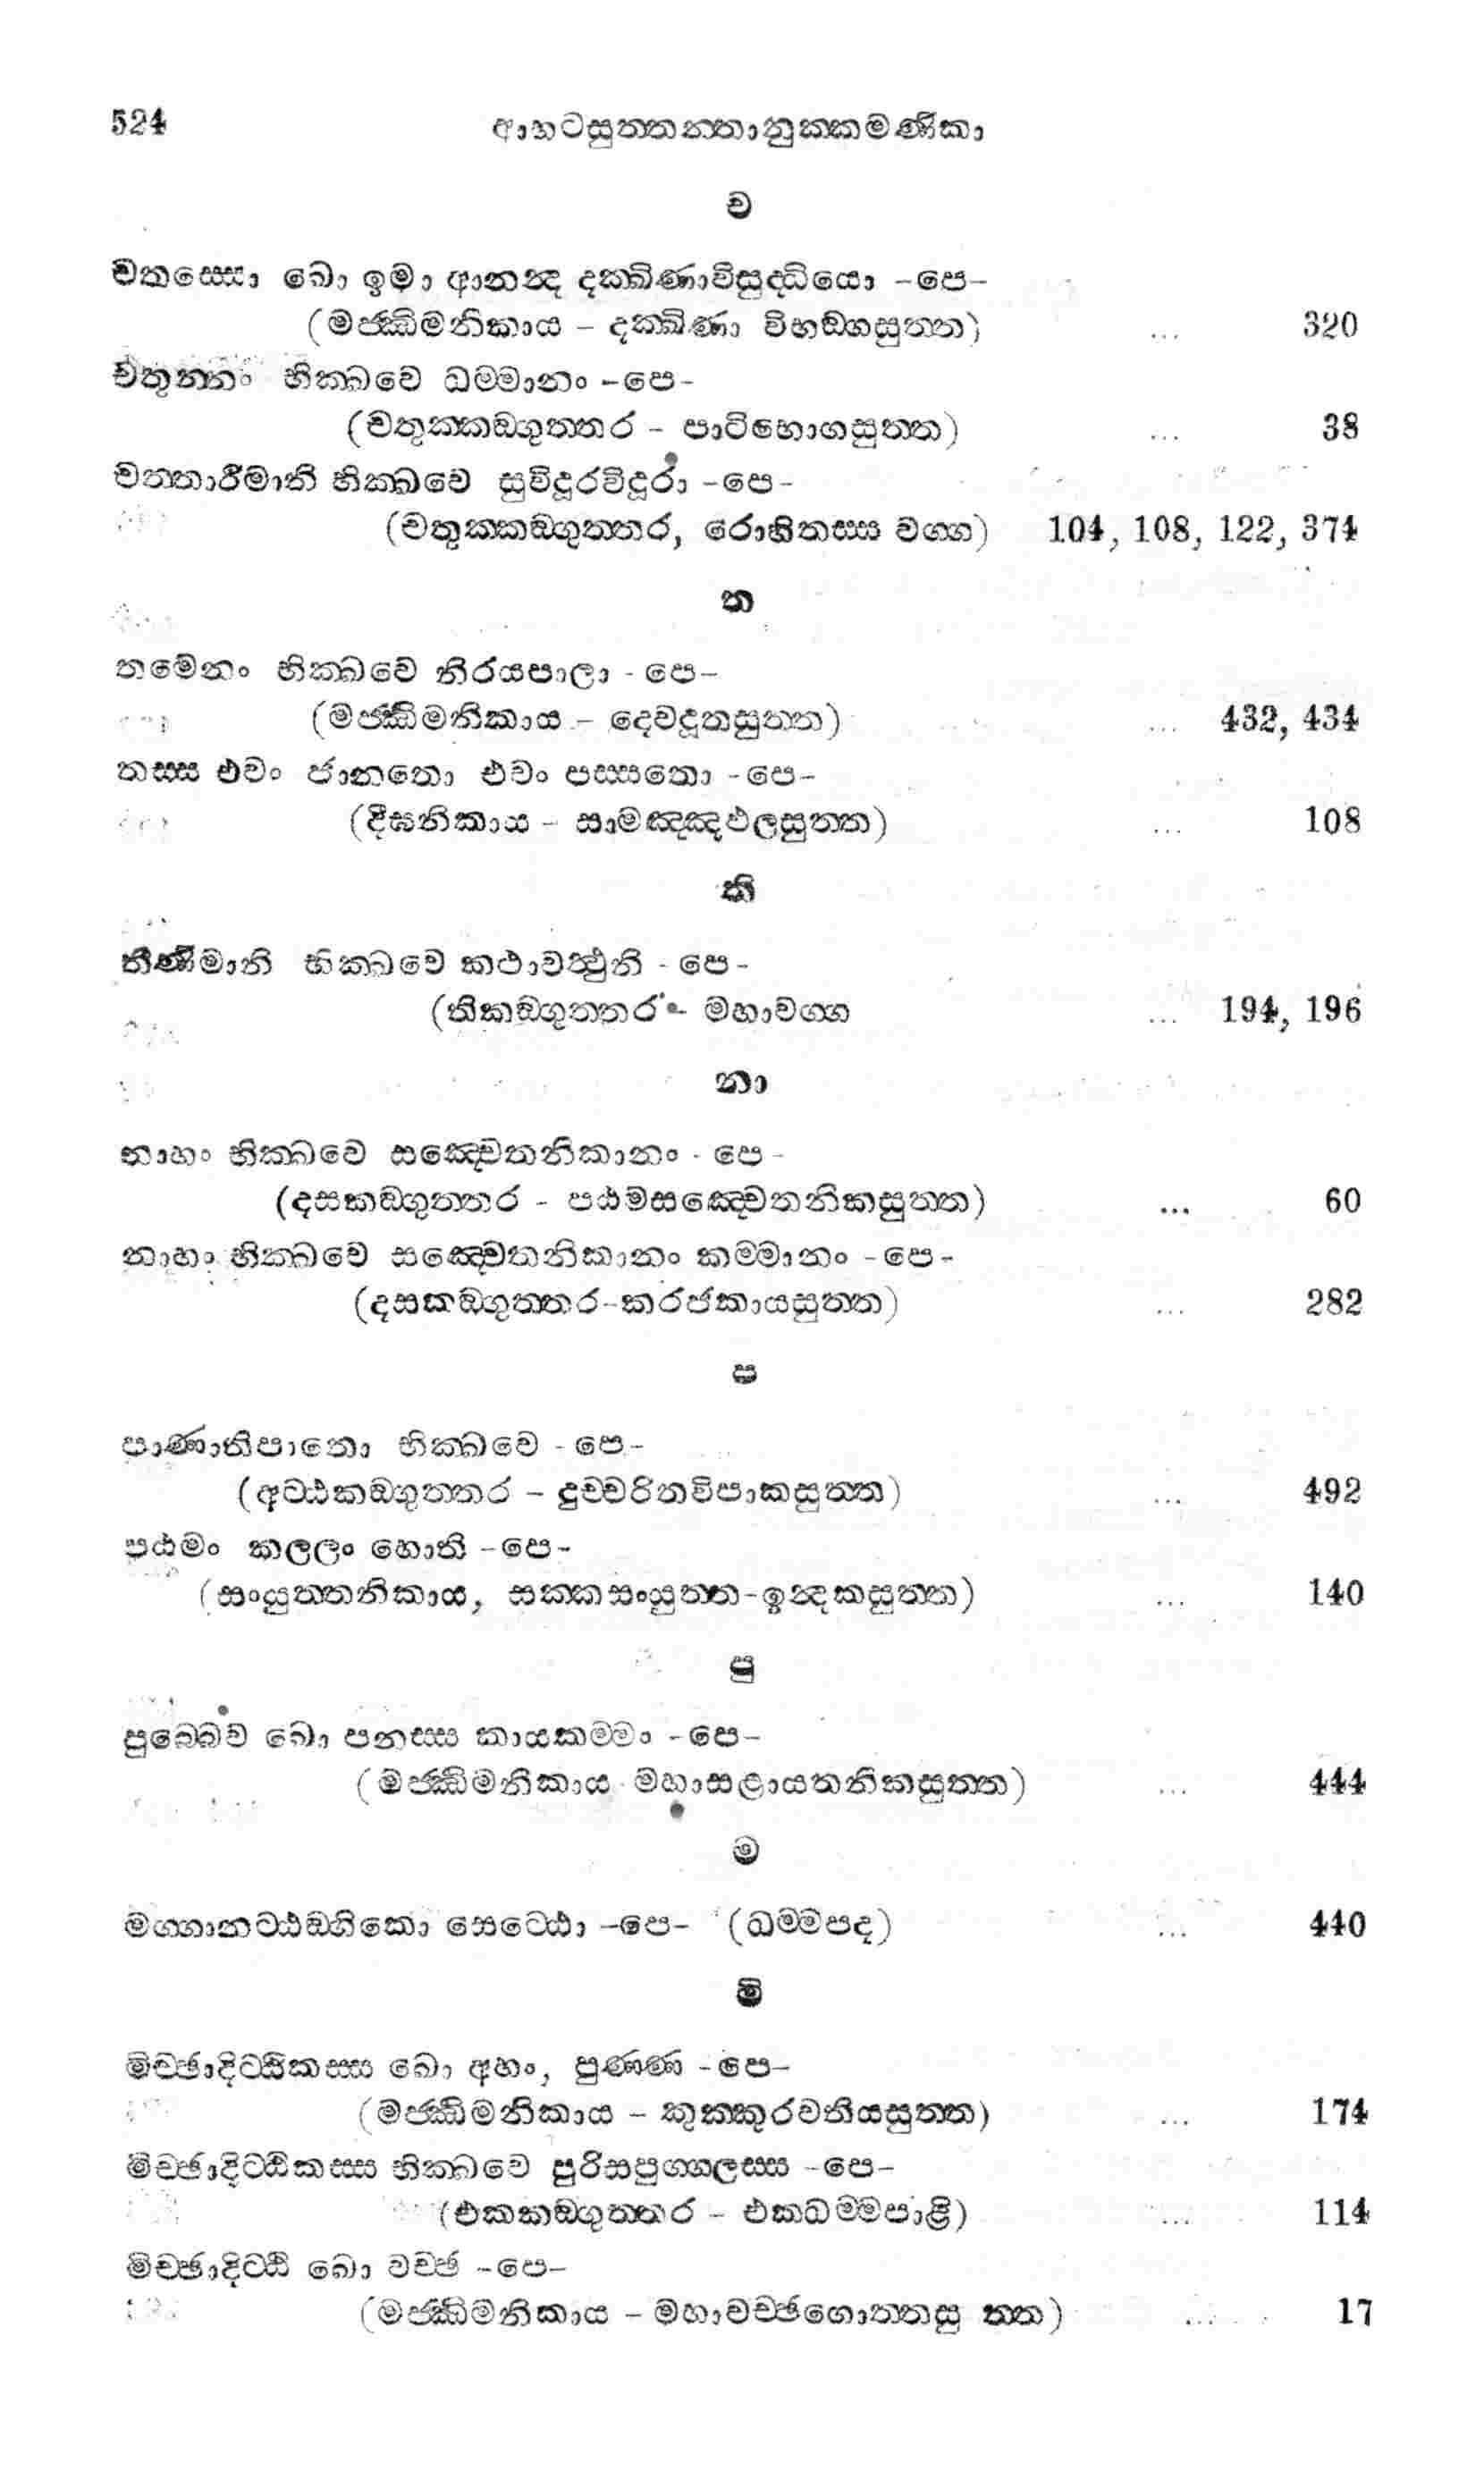 524 ආහටසුත්තන්තානුක්කමණිකා
ච
චතස්සො ඛො ඉමා ආනන්ද දක්ඛිණාවිසුද්ධියො -පෙ-
(මජ්ඣිමනිකාය - දක්ඛිණා විභඞ්ගසුත්ත) ... 320
චතුන්නං භික්ඛවෙ ධම්මානං -පෙ-
(චතුක්කඞ්ගුත්තර - පාටිභොගසුත්ත) ... 38
චත්තාරීමානි භික්ඛවෙ සුවිදූරවිදූරා -පෙ-
(චතුක්කඞ්ගුත්තර, රොහිතස්ස වග්ග) 104, 108, 122, 374
ත
තමේනං භික්ඛවෙ නිරයපාලා - පෙ-
(මජ්ඣිමනිකාය - දෙවදූතසුත්ත) ... 432, 434
තස්ස එවං ජානතො එවං පස්සතො -පෙ-
(දීඝනිකාය - සාමඤ්ඤඵලසුත්ත) ... 108
ති
තීණිමානි භික්ඛවෙ කථාවත්ථුනි - පෙ-
(තිකඞ්ගුත්තර - මහාවග්ග ... 194, 196
නා
නාහං භික්ඛවෙ සඤ්චෙතනිකානං - පෙ-
(දසකඞ්ගුත්තර - පඨමසඤ්චෙතනිකසුත්ත) ... 60
නාහං භික්ඛවෙ සඤ්චෙතනිකානං කම්මානං -පෙ-
(දසකඞ්ගුත්තර-කරජකායසුත්ත) ... 282
ප
පාණාතිපාතො භික්ඛවෙ - පෙ-
(අට්ඨකඞ්ගුත්තර - දුච්චරිතවිපාකසුත්ත) ... 492
පඨමං කලලං හොති -පෙ-
(සංයුත්තනිකාය, සක්කසංයුත්ත-ඉන්දකසුත්ත) ... 140
පු
පුබ්බෙව ඛො පනස්ස කායකම්මං -පෙ-
(මජ්ඣිමනිකාය - මහාසළායතනිකසුත්ත) ... 444
ම
මග්ගානට්ඨඞ්ගිකො සෙට්ඨො -පෙ- (ධම්මපද) ... 440
මි
මිච්ඡාදිට්ඨිකස්ස ඛො අහං, පුණ්ණ -පෙ-
(මජ්ඣිමනිකාය - කුක්කුරවතියසුත්ත) ... 174
මිච්ඡාදිට්ඨිකස්ස භික්ඛවෙ පුරිසපුග්ගලස්ස -පෙ-
(එකකඞ්ගුත්තර - එකධම්මපාළි) ... 114
මිච්ඡාදිට්ඨි ඛො වච්ඡ -පෙ-
(මජ්ඣිමනිකාය - මහාවච්ඡගොත්තසු ත්ත) ... 17